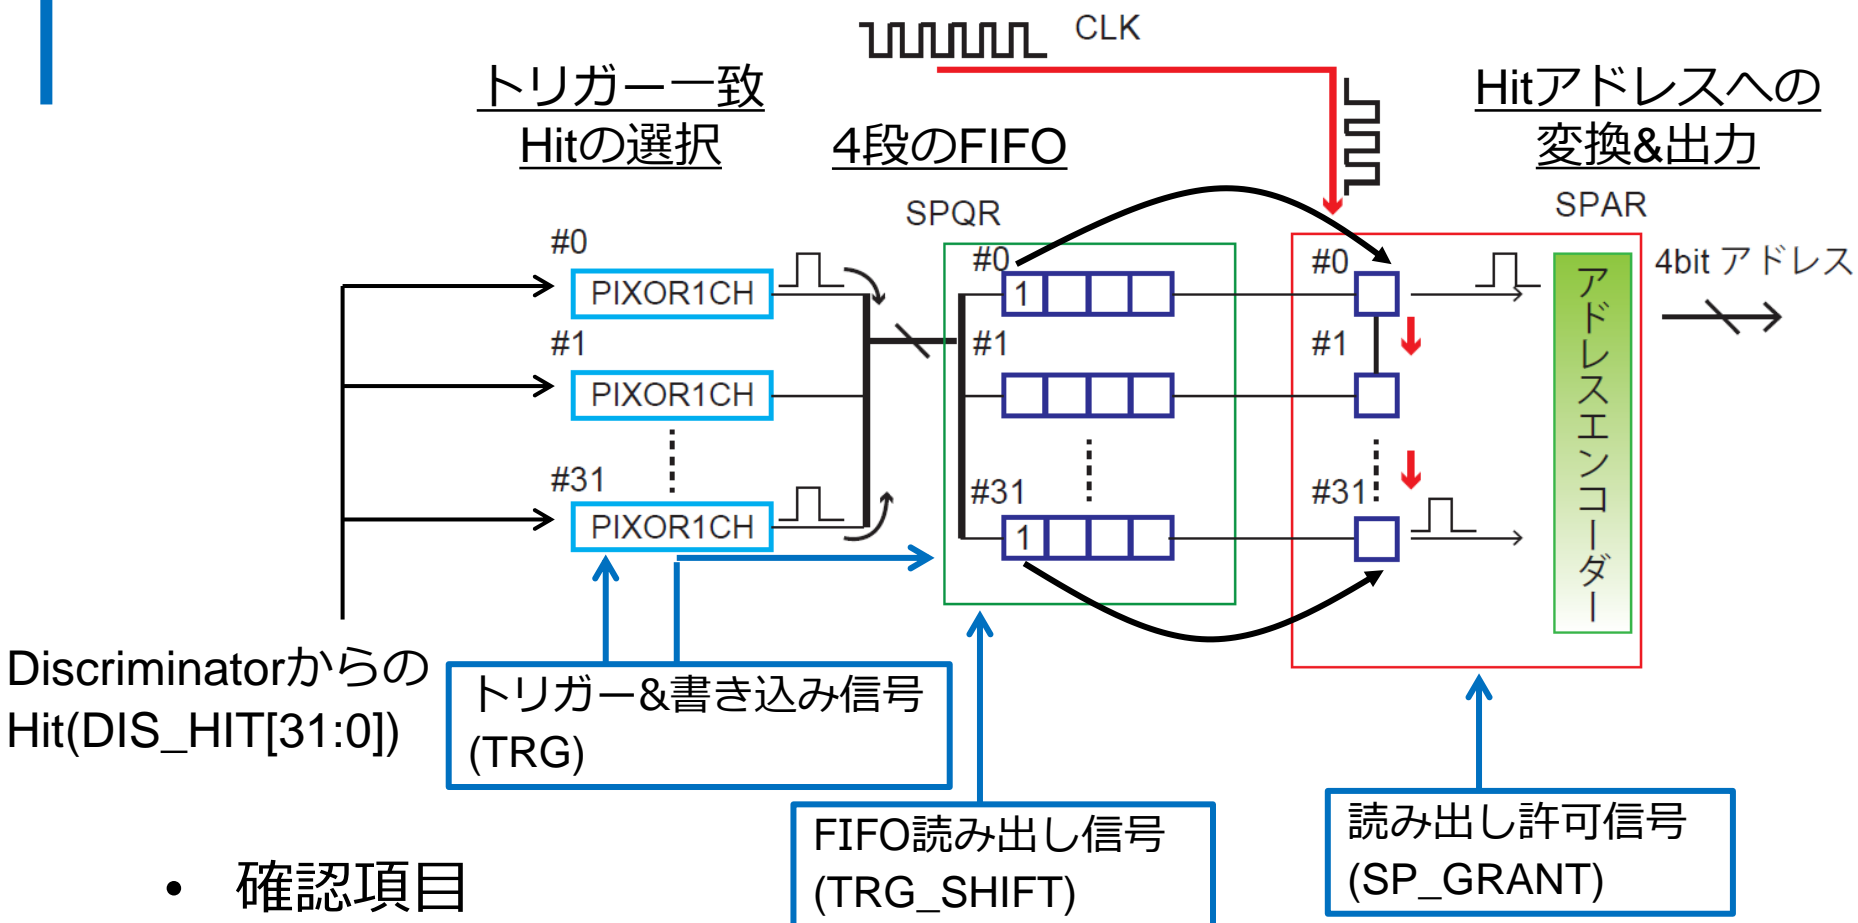 CLK
トリガー一致
Hitの選択
4段のFIFO
Hitアドレスへの
変換&出力
SPQR
SPAR
#0
PIXOR1CH
#1
PIXOR1CH
#31
PIXOR1CH
#0
1
#1
#31
1
#0
#1
#31
アドレスエンコーダー
4bit アドレス
Discriminatorからの
Hit(DIS_HIT[31:0])
トリガー&書き込み信号
(TRG)
FIFO読み出し信号
(TRG_SHIFT)
読み出し許可信号
(SP_GRANT)
• 確認項目